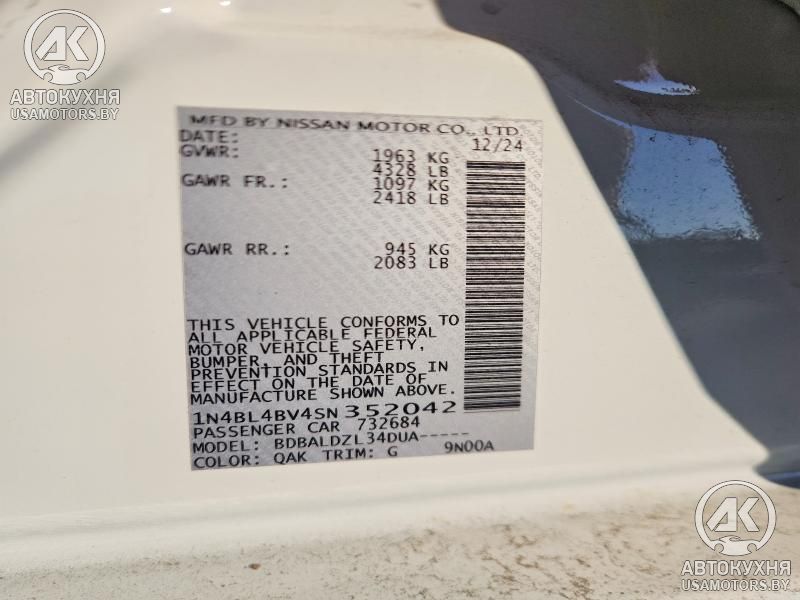 AK
АВТОКУХНЯ
USAMOTORS.BY
MFD BY NISSAN MOTOR CO., LTD
DATE: 12/24
GVWR: 1963 KG
4328 LB
GAWR FR.: 1097 KG
2418 LB
GAWR RR.: 945 KG
2083 LB
THIS VEHICLE CONFORMS TO
ALL APPLICABLE FEDERAL
MOTOR VEHICLE SAFETY,
BUMPER, AND THEFT
PREVENTION STANDARDS IN
EFFECT ON THE DATE OF
MANUFACTURE SHOWN ABOVE.
1N4BL4BV4SN352042
PASSENGER CAR 732684
MODEL: BDBALDZL34DUA-----
COLOR: QAK TRIM: G 9N00A
AK
АВТОКУХНЯ
USAMOTORS.BY